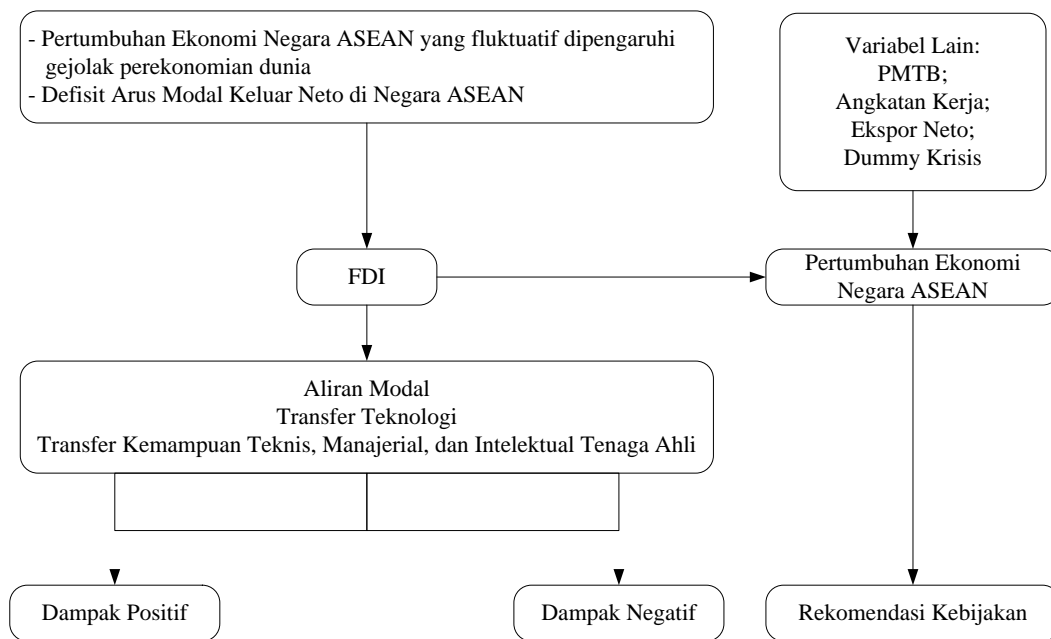 - Pertumbuhan Ekonomi Negara ASEAN yang fluktuatif dipengaruhi
gejolak perekonomian dunia
- Defisit Arus Modal Keluar Neto di Negara ASEAN
Variabel Lain:
PMTB;
Angkatan Kerja;
Ekspor Neto;
Dummy Krisis
FDI
Pertumbuhan Ekonomi
Negara ASEAN
Aliran Modal
Transfer Teknologi
Transfer Kemampuan Teknis, Manajerial, dan Intelektual Tenaga Ahli
Dampak Positif
Dampak Negatif
Rekomendasi Kebijakan